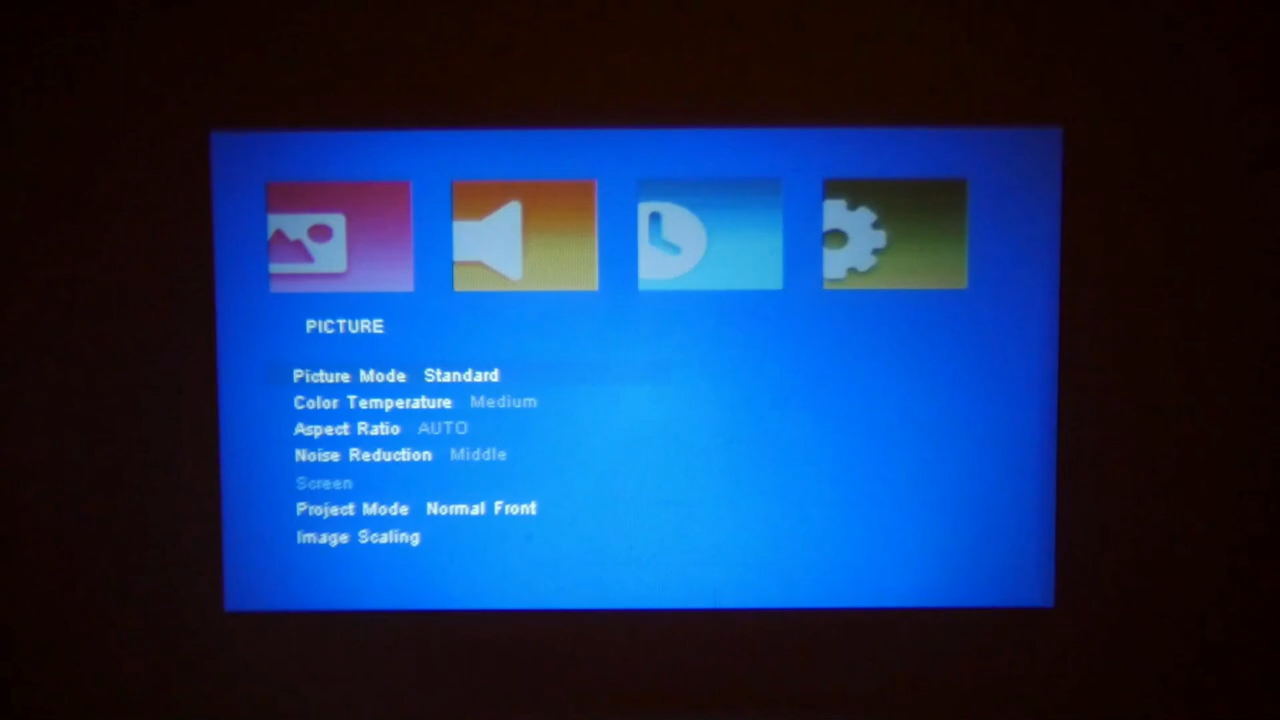 PICTURE
Picture Mode Standard
Color Temperature Medium
Aspect Ratio AUTO
Noise Reduction Middle
Screen
Project Mode Normal Front
Image Scaling